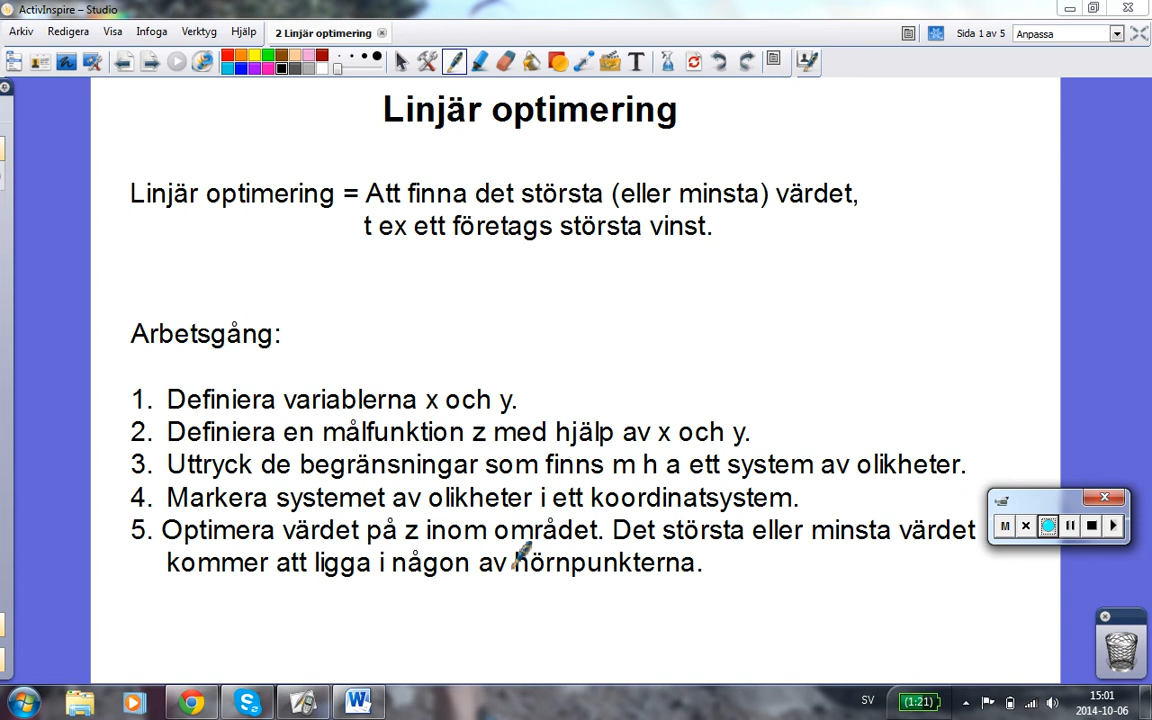 ActivInspire – Studio
Arkiv Redigera Visa Infoga Verktyg Hjälp 2 Linjär optimering Sida 1 av 5 Anpassa
Linjär optimering
Linjär optimering = Att finna det största (eller minsta) värdet,
t ex ett företags största vinst.
Arbetsgång:
1. Definiera variablerna x och y.
2. Definiera en målfunktion z med hjälp av x och y.
3. Uttryck de begränsningar som finns m h a ett system av olikheter.
4. Markera systemet av olikheter i ett koordinatsystem.
5. Optimera värdet på z inom området. Det största eller minsta värdet
kommer att ligga i någon av hörnpunkterna.
M
SV (1:21) 15:01
2014-10-06